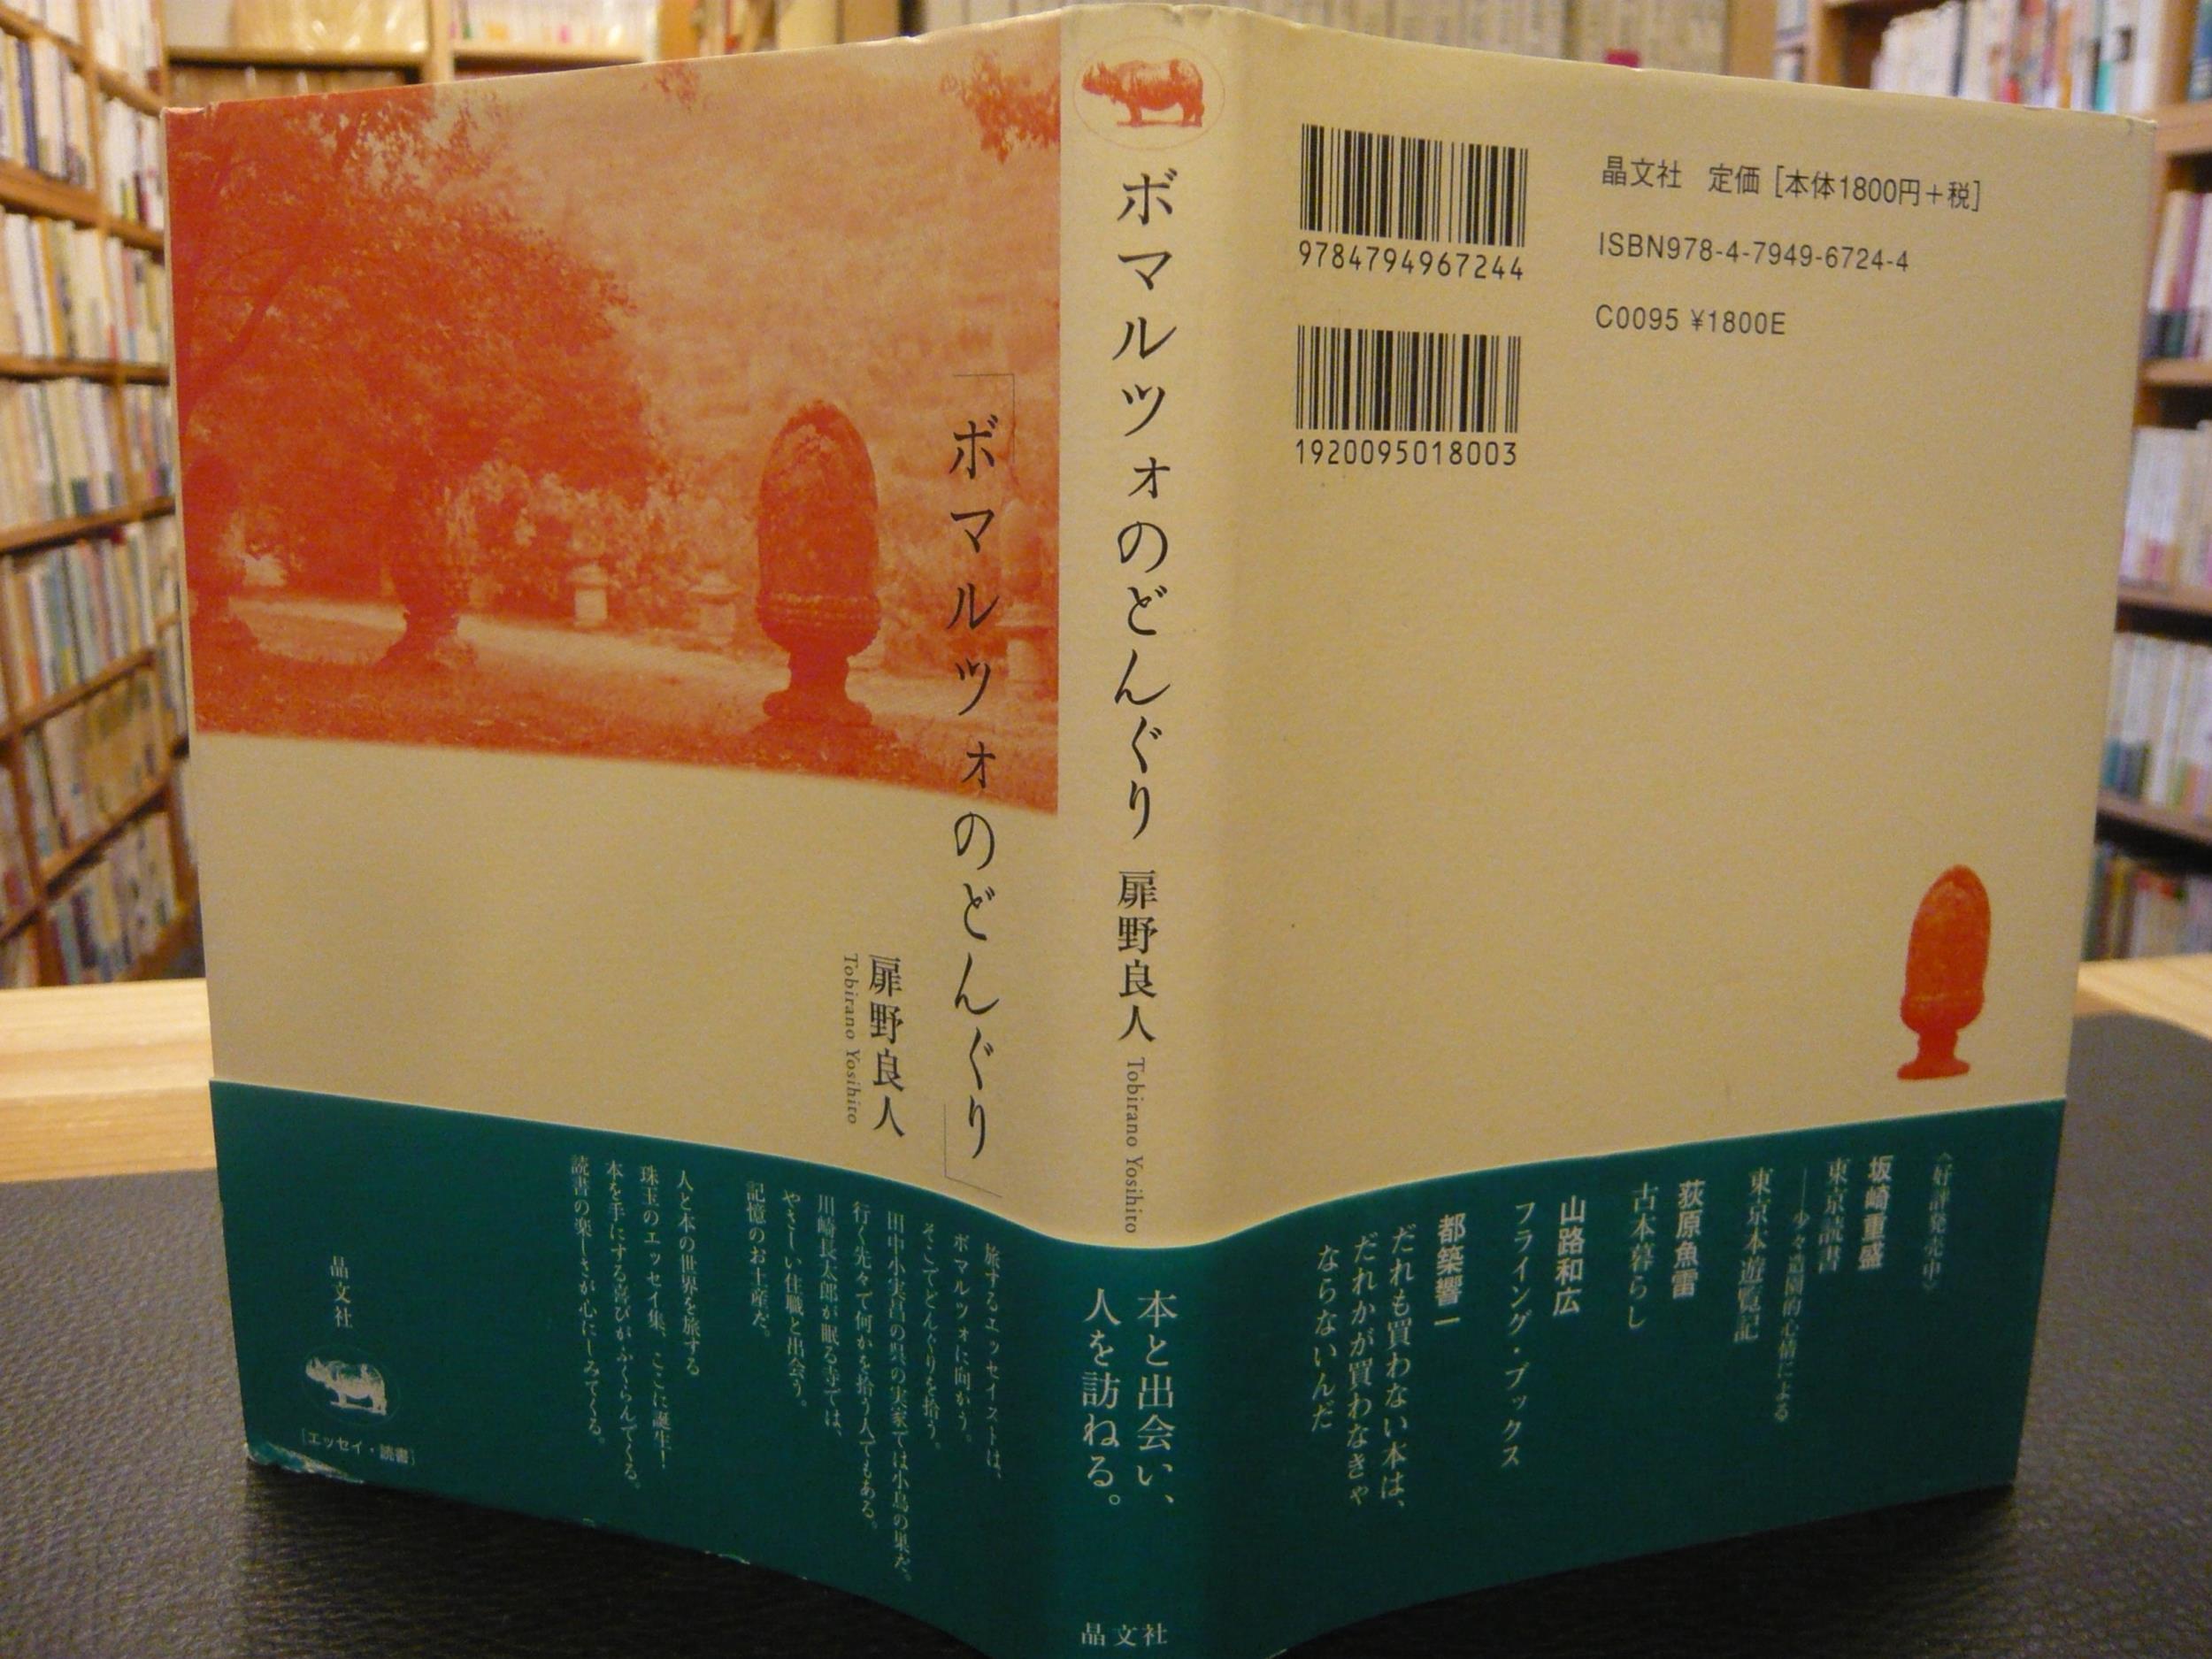 「ボマルツォのどんぐり」
扉野良人
Tobirano Yosihito
旅するエッセイストは、
ボマルツォに向かう。
そこでどんぐりを拾う。
田中小実昌の呉の実家では小鳥の巣だ。
行く先々で何かを拾う人でもある。
川崎長太郎が眠る寺では、
やさしい住職と出会う。
記憶のお土産だ。
人と本の世界を旅する
珠玉のエッセイ集、ここに誕生!
本を手にする喜びがふくらんでくる。
読書の楽しさが心にしみてくる。
晶文社
[エッセイ・読書]
ボマルツォのどんぐり
扉野良人
Tobirano Yosihito
本と出会い、
人を訪ねる。
晶文社
9784794967244
1920095018003
晶文社 定価[本体1800円+税]
ISBN978-4-7949-6724-4
C0095 ¥1800E
〈好評発売中〉
坂崎重盛
東京読書
――少々造園的心情による
東京本遊覧記
荻原魚雷
古本暮らし
山路和広
フライング・ブックス
都築響一
だれも買わない本は、
だれかが買わなきゃ
ならないんだ